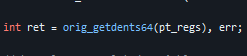 int ret = orig_getdents64(pt_regs), err;